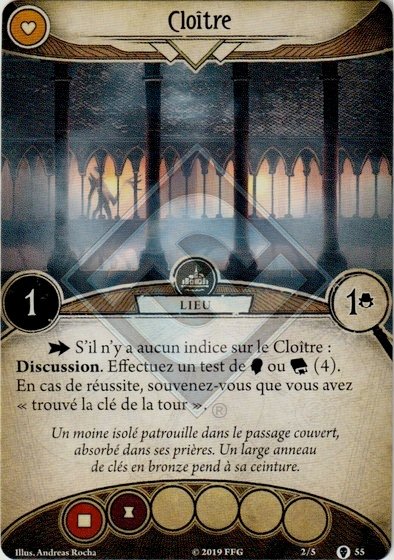 Cloître
1
LIEU
1
S'il n'y a aucun indice sur le Cloître :
Discussion. Effectuez un test de ou (4).
En cas de réussite, souvenez-vous que vous avez
« trouvé la clé de la tour ».
®
Un moine isolé patrouille dans le passage couvert,
absorbé dans ses prières. Un large anneau
de clés en bronze pend à sa ceinture.
Illus. Andreas Rocha © 2019 FFG 2/5 55